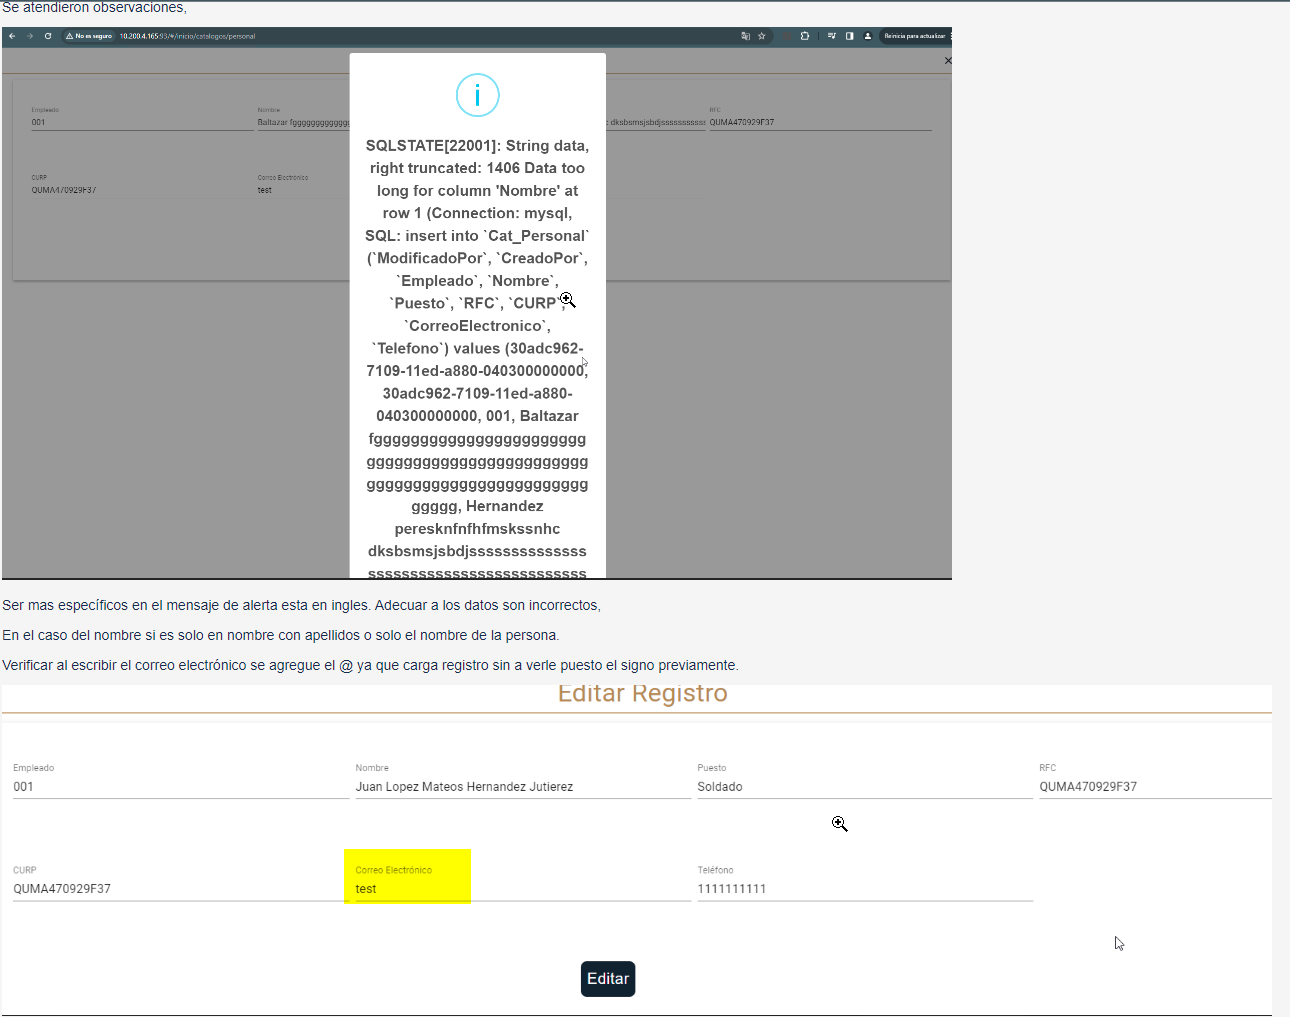 Se atendieron observaciones,
No es seguro 10.200.4.165:93/#/inicio/catalogos/personal Reinicia para actualizar
Empleado Nombre RFC
001 Baltazar fggggggggggggg dksbsmsjsbdjsssssssssss QUMA470929F37
CURP Correo Electrónico
QUMA470929F37 test
SQLSTATE[22001]: String data,
right truncated: 1406 Data too
long for column 'Nombre' at
row 1 (Connection: mysql,
SQL: insert into `Cat_Personal`
(`ModificadoPor`, `CreadoPor`,
`Empleado`, `Nombre`,
`Puesto`, `RFC`, `CURP`,
`CorreoElectronico`,
`Telefono`) values (30adc962-
7109-11ed-a880-040300000000,
30adc962-7109-11ed-a880-
040300000000, 001, Baltazar
fggggggggggggggggggggggg
gggggggggggggggggggggggg
gggggggggggggggggggggggg
ggggg, Hernandez
peresknfnfhfmskssnhc
dksbsmsjsbdjssssssssssssss
ssssssssssssssssssssssssss
Ser mas específicos en el mensaje de alerta esta en ingles. Adecuar a los datos son incorrectos,
En el caso del nombre si es solo en nombre con apellidos o solo el nombre de la persona.
Verificar al escribir el correo electrónico se agregue el @ ya que carga registro sin a verle puesto el signo previamente.
Editar Registro
Empleado Nombre Puesto RFC
001 Juan Lopez Mateos Hernandez Jutierez Soldado QUMA470929F37
CURP Correo Electrónico Teléfono
QUMA470929F37 test 1111111111
Editar